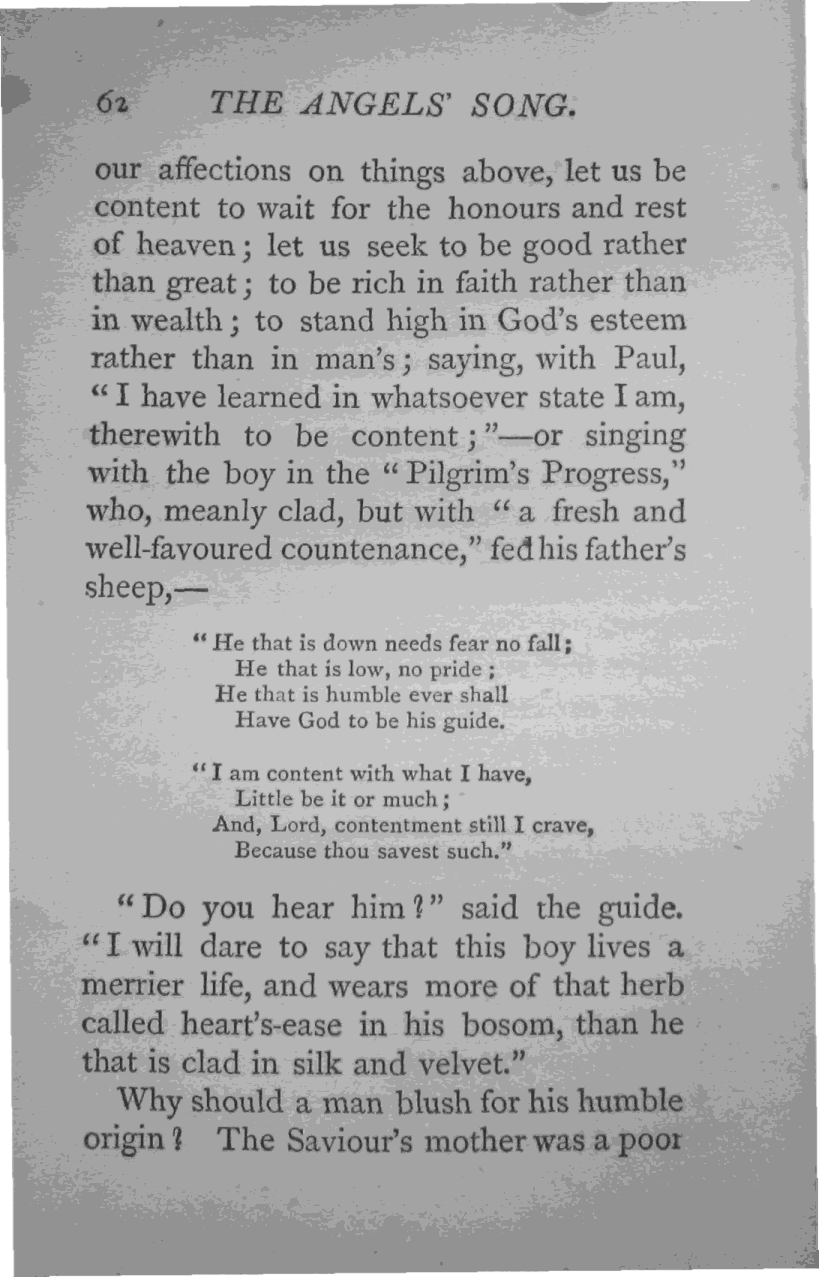 62 THE ANGELS' SONG.
our affections on things above, let us be
content to wait for the honours and rest
of heaven; let us seek to be good rather
than great; to be rich in faith rather than
in wealth; to stand high in God's esteem
rather than in man's; saying, with Paul,
“I have learned in whatsoever state I am,
therewith to be content;”—or singing
with the boy in the “Pilgrim's Progress,”
who, meanly clad, but with “a fresh and
well-favoured countenance,” fed his father's
sheep,—
“He that is down needs fear no fall;
He that is low, no pride;
He that is humble ever shall
Have God to be his guide.
“I am content with what I have,
Little be it or much;
And, Lord, contentment still I crave,
Because thou savest such.”
“Do you hear him?” said the guide.
“I will dare to say that this boy lives a
merrier life, and wears more of that herb
called heart's-ease in his bosom, than he
that is clad in silk and velvet.”
Why should a man blush for his humble
origin? The Saviour's mother was a poor